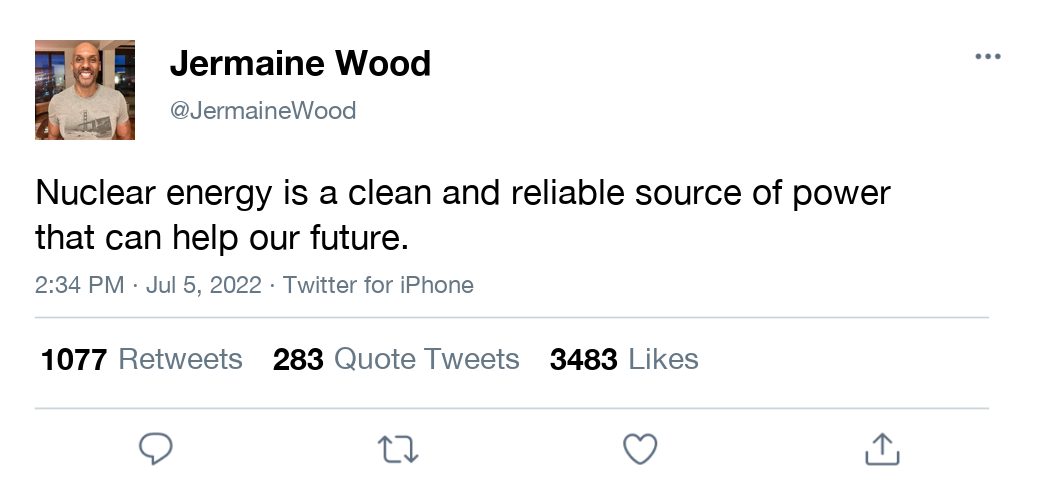 Jermaine Wood
@JermaineWood
Nuclear energy is a clean and reliable source of power
that can help our future.
2:34 PM · Jul 5, 2022 · Twitter for iPhone
1077 Retweets 283 Quote Tweets 3483 Likes